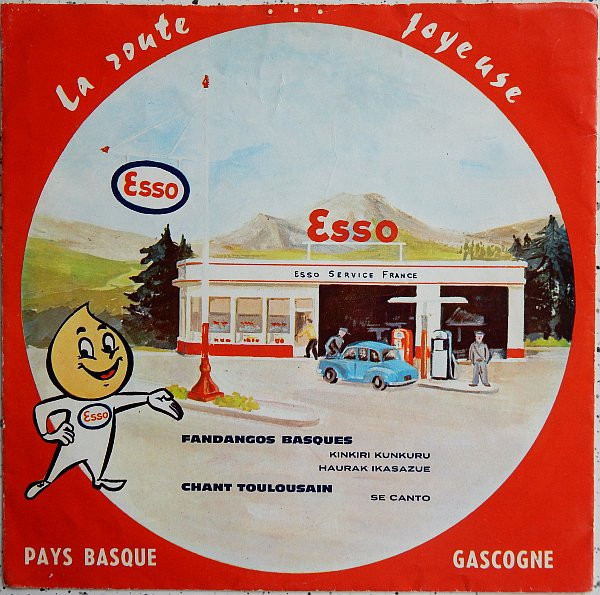 La route joyeuse
Esso
Esso
ESSO SERVICE FRANCE
Esso
FANDANGOS BASQUES
KINKIRI KUNKURU
HAURAK IKASAZUE
CHANT TOULOUSAIN
SE CANTO
PAYS BASQUE
GASCOGNE